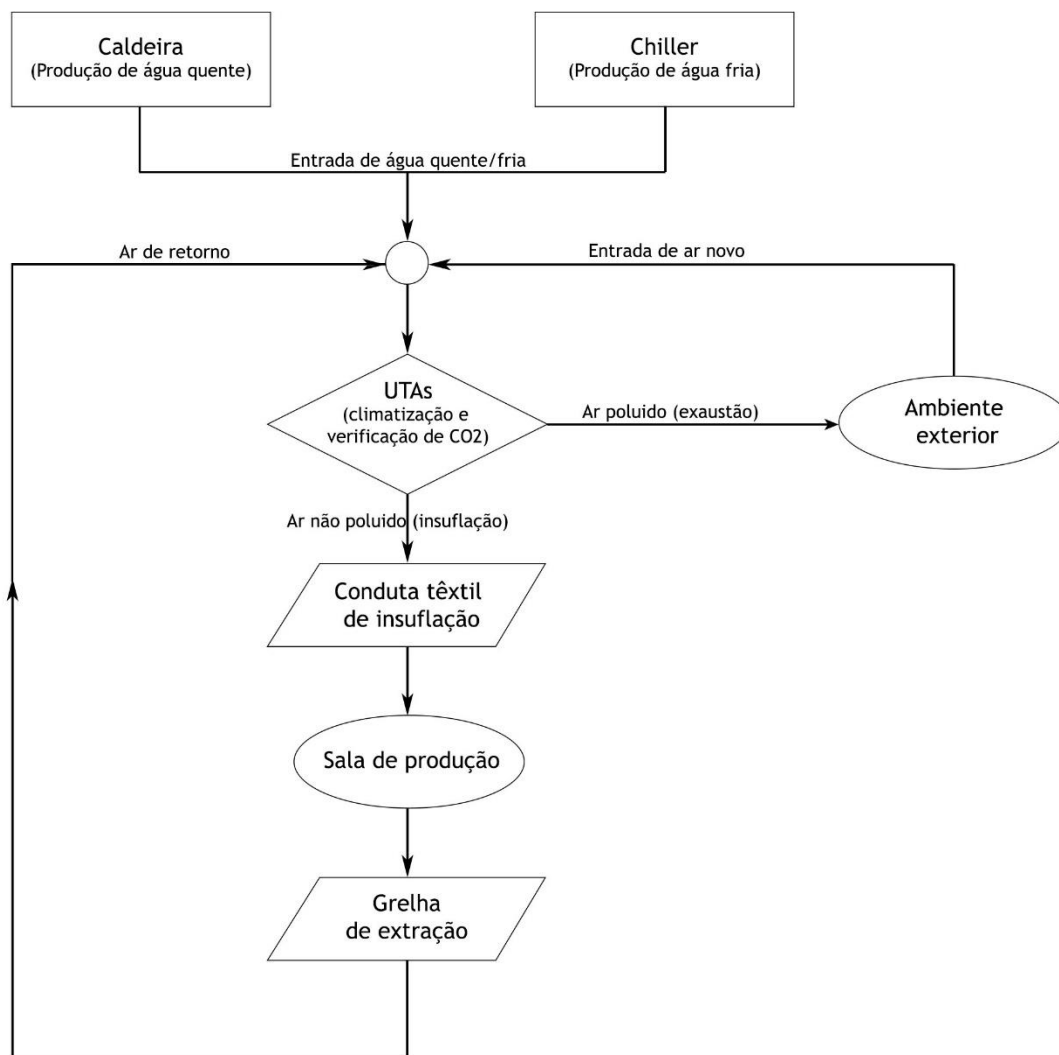 Caldeira
(Produção de água quente)
Chiller
(Produção de água fria)
Entrada de água quente/fria
Ar de retorno
Entrada de ar novo
UTAs
(climatização e
verificação de CO2)
Ar poluido (exaustão)
Ambiente
exterior
Ar não poluido (insuflação)
Conduta têxtil
de insuflação
Sala de produção
Grelha
de extração